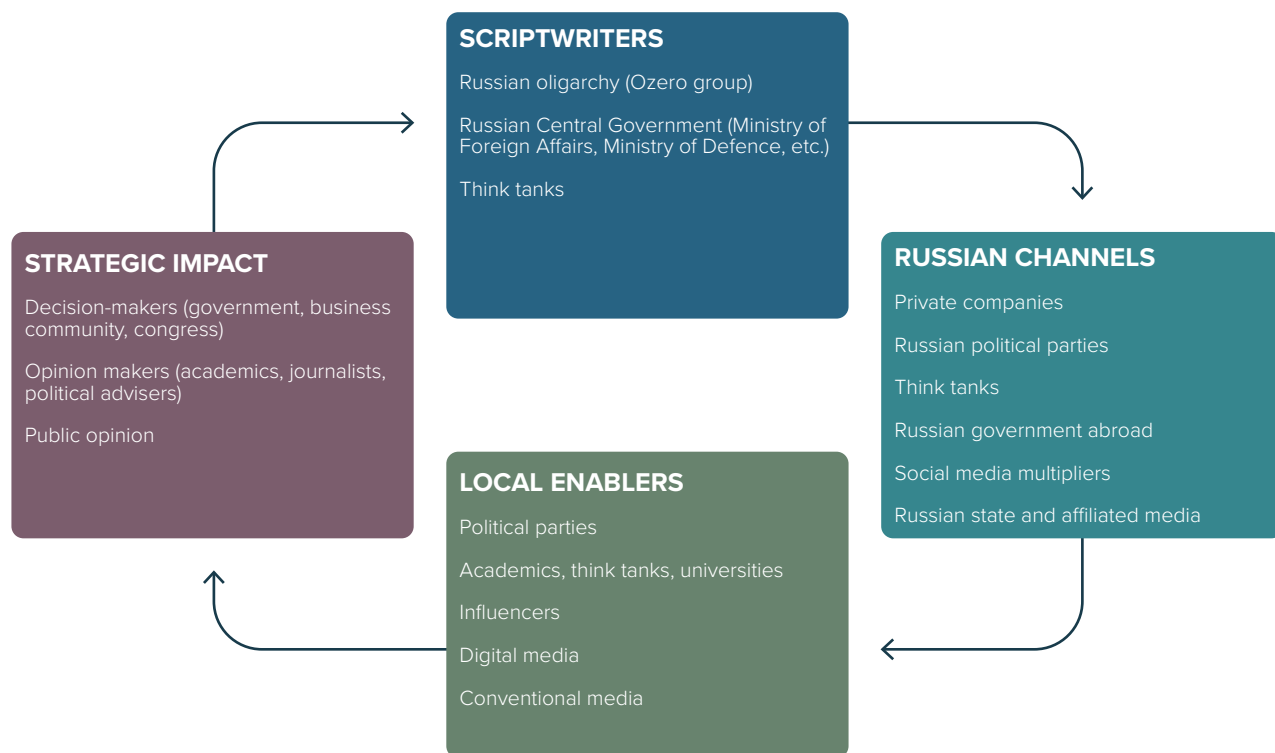 SCRIPTWRITERS
Russian oligarchy (Ozero group)
Russian Central Government (Ministry of
Foreign Affairs, Ministry of Defence, etc.)
Think tanks
RUSSIAN CHANNELS
Private companies
Russian political parties
Think tanks
Russian government abroad
Social media multipliers
Russian state and affiliated media
LOCAL ENABLERS
Political parties
Academics, think tanks, universities
Influencers
Digital media
Conventional media
STRATEGIC IMPACT
Decision-makers (government, business
community, congress)
Opinion makers (academics, journalists,
political advisers)
Public opinion